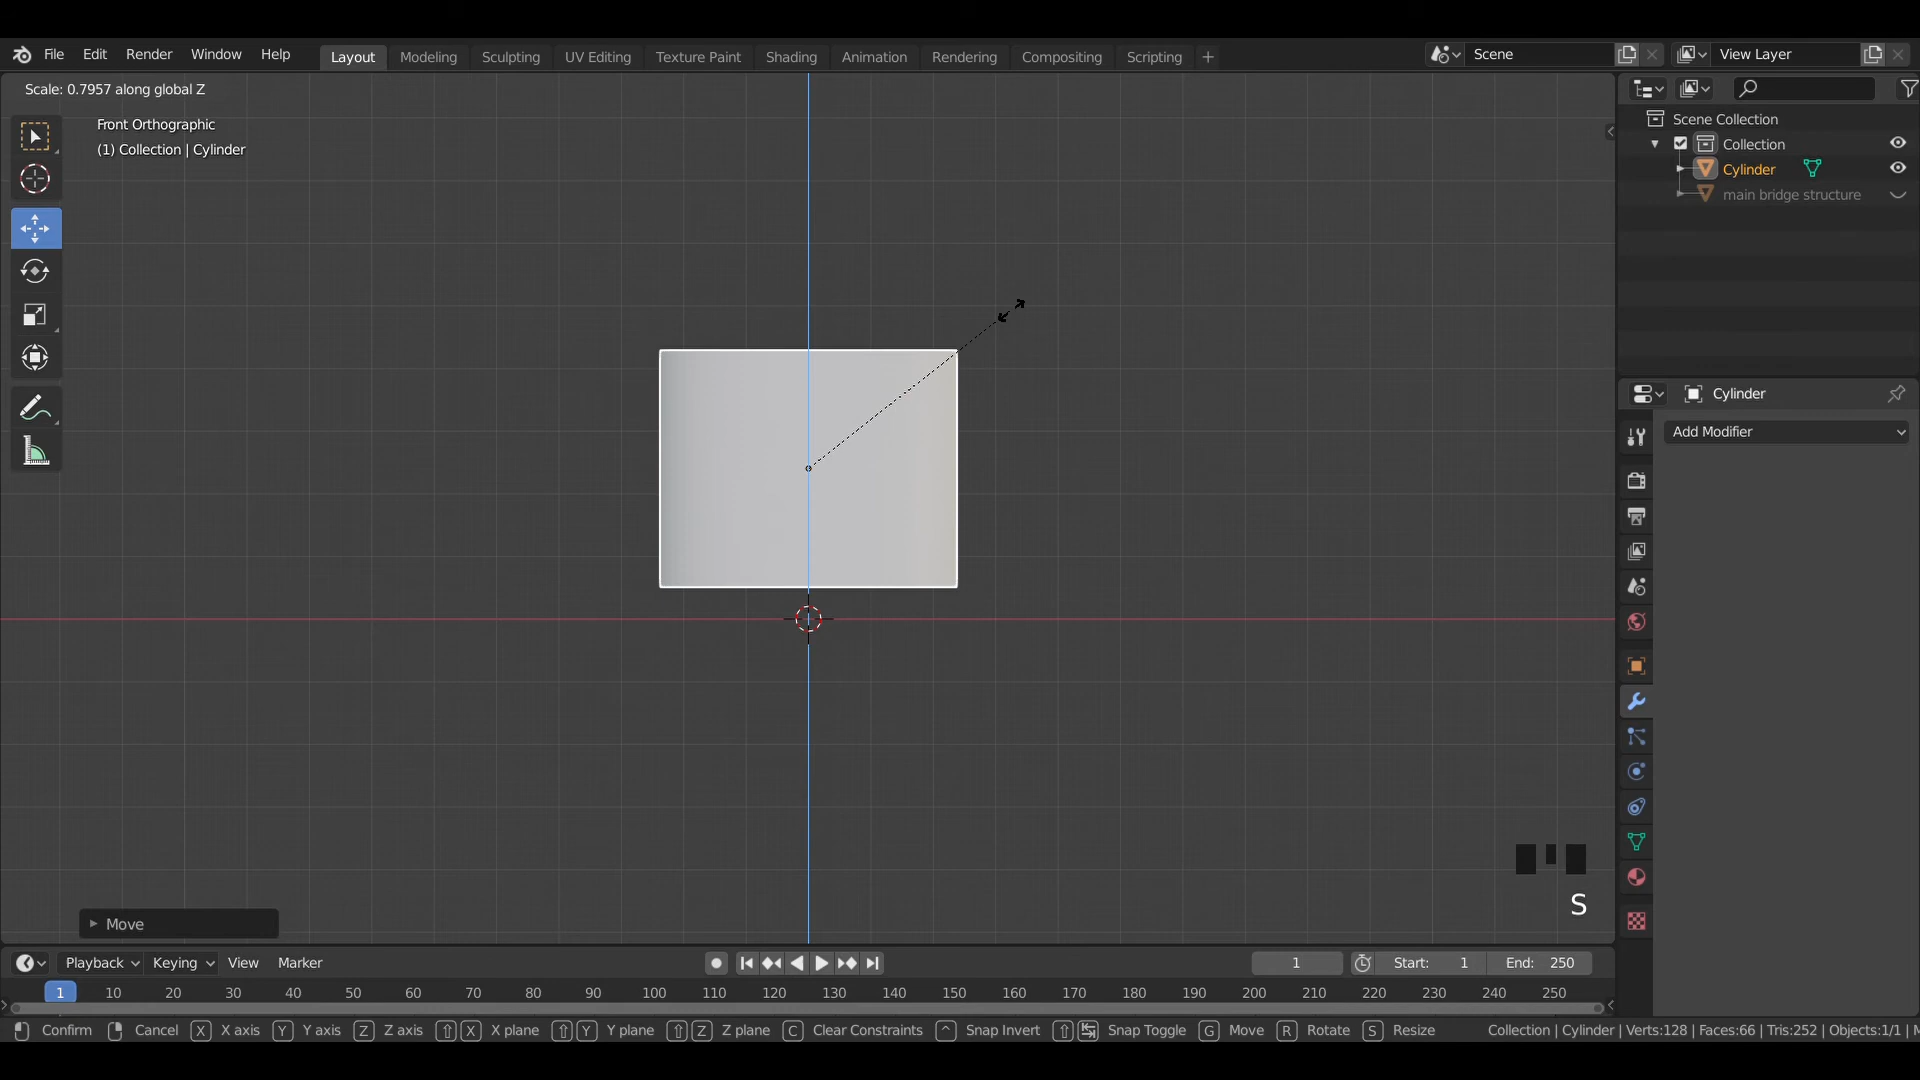 File Edit Render Window Help Layout Modeling Sculpting UV Editing Texture Paint Shading Animation Rendering Compositing Scripting + Scene View Layer
Scale: 0.7957 along global Z
Front Orthographic
(1) Collection | Cylinder
Scene Collection
Collection
Cylinder
main bridge structure
Cylinder
Add Modifier
S
Move
Playback Keying View Marker 1 Start: 1 End: 250
1 10 20 30 40 50 60 70 80 90 100 110 120 130 140 150 160 170 180 190 200 210 220 230 240 250
Confirm Cancel X X axis Y Y axis Z Z axis X X plane Y Y plane Z Z plane C Clear Constraints ^ Snap Invert Snap Toggle G Move R Rotate S Resize Collection | Cylinder | Verts:128 | Faces:66 | Tris:252 | Objects:1/1 |